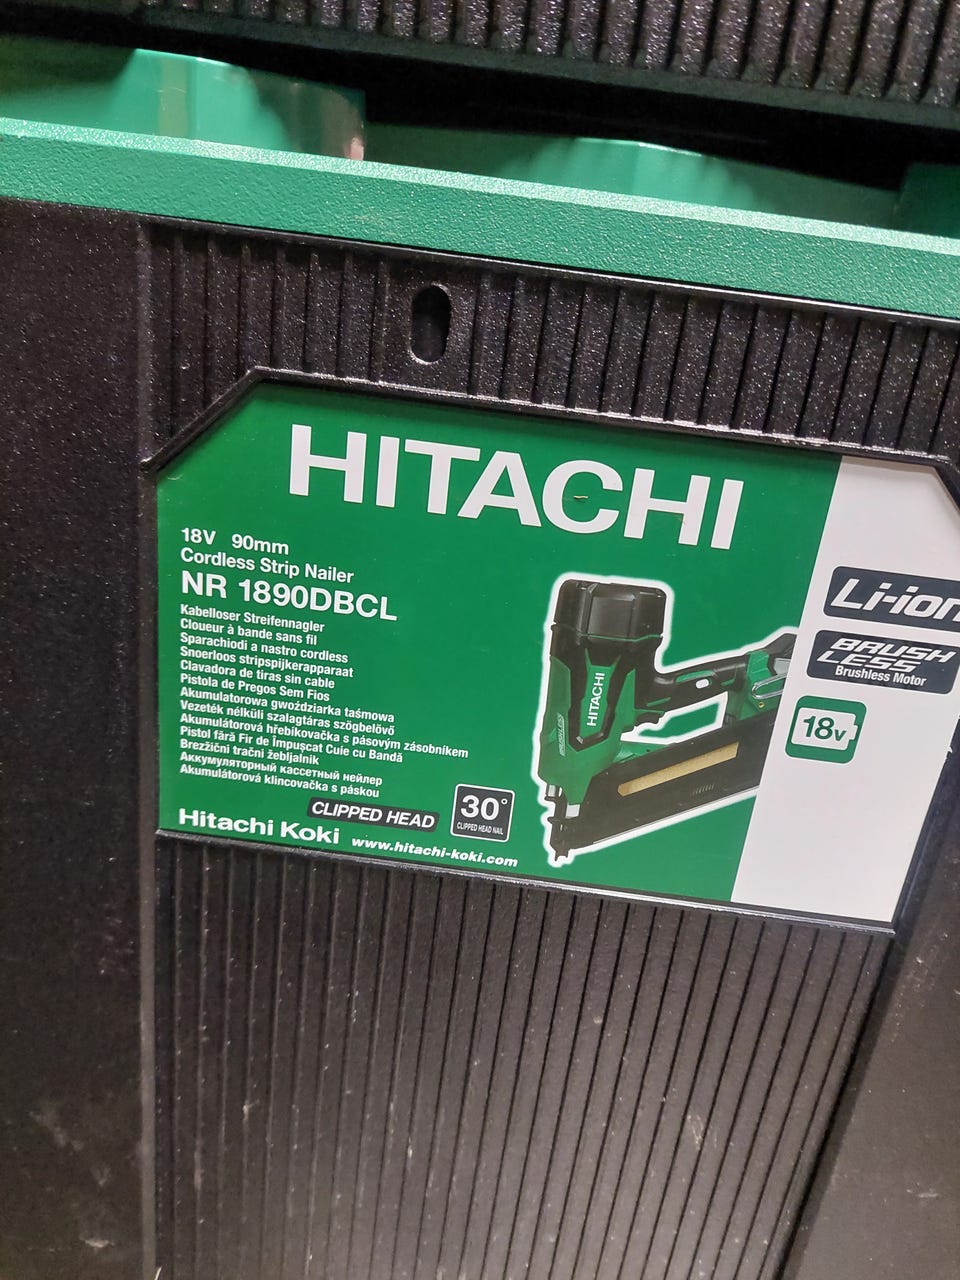 HITACHI
18V 90mm
Cordless Strip Nailer
NR 1890DBCL
Kabelloser Streifennagler
Cloueur à bande sans fil
Sparachiodi a nastro cordless
Snoerloos stripspijkerapparaat
Clavadora de tiras sin cable
Pistola de Pregos Sem Fios
Akumulatorowa gwoździarka taśmowa
Vezeték nélküli szalagtáras szögbelövő
Akumulátorová hřebíkovačka s pásovým zásobníkem
Pistol fără Fir de Împușcat Cuie cu Bandă
Brezžični tračni žebljalnik
Аккумуляторный кассетный нейлер
Akumulátorová klincovačka s páskou
CLIPPED HEAD
30°
CLIPPED HEAD NAIL
Hitachi Koki www.hitachi-koki.com
HITACHI
BRUSHLESS
Li-ion
BRUSH
LESS
Brushless Motor
18v